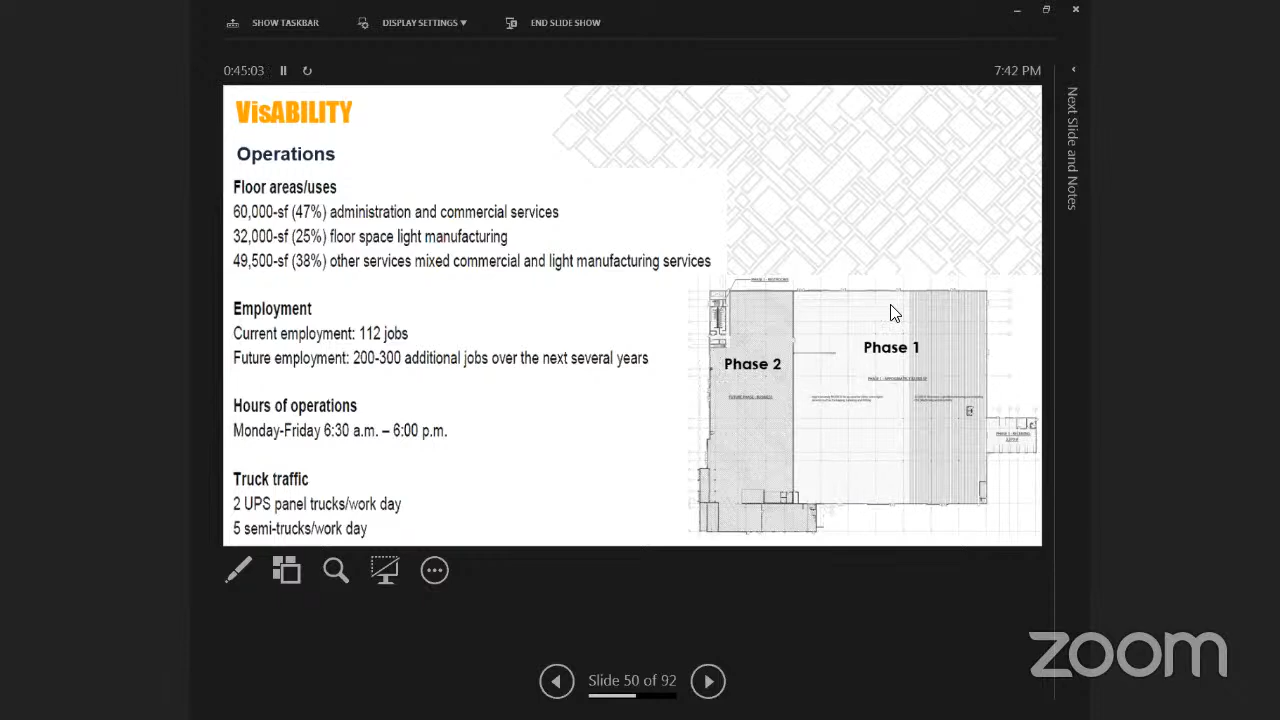 SHOW TASKBAR DISPLAY SETTINGS ▾ END SLIDE SHOW
0:45:03 7:42 PM
Next Slide and Notes
VisABILITY
Operations
Floor areas/uses
60,000-sf (47%) administration and commercial services
32,000-sf (25%) floor space light manufacturing
49,500-sf (38%) other services mixed commercial and light manufacturing services
Employment
Current employment: 112 jobs
Future employment: 200-300 additional jobs over the next several years
Hours of operations
Monday-Friday 6:30 a.m. – 6:00 p.m.
Truck traffic
2 UPS panel trucks/work day
5 semi-trucks/work day
Phase 1
Phase 2
Slide 50 of 92
zoom